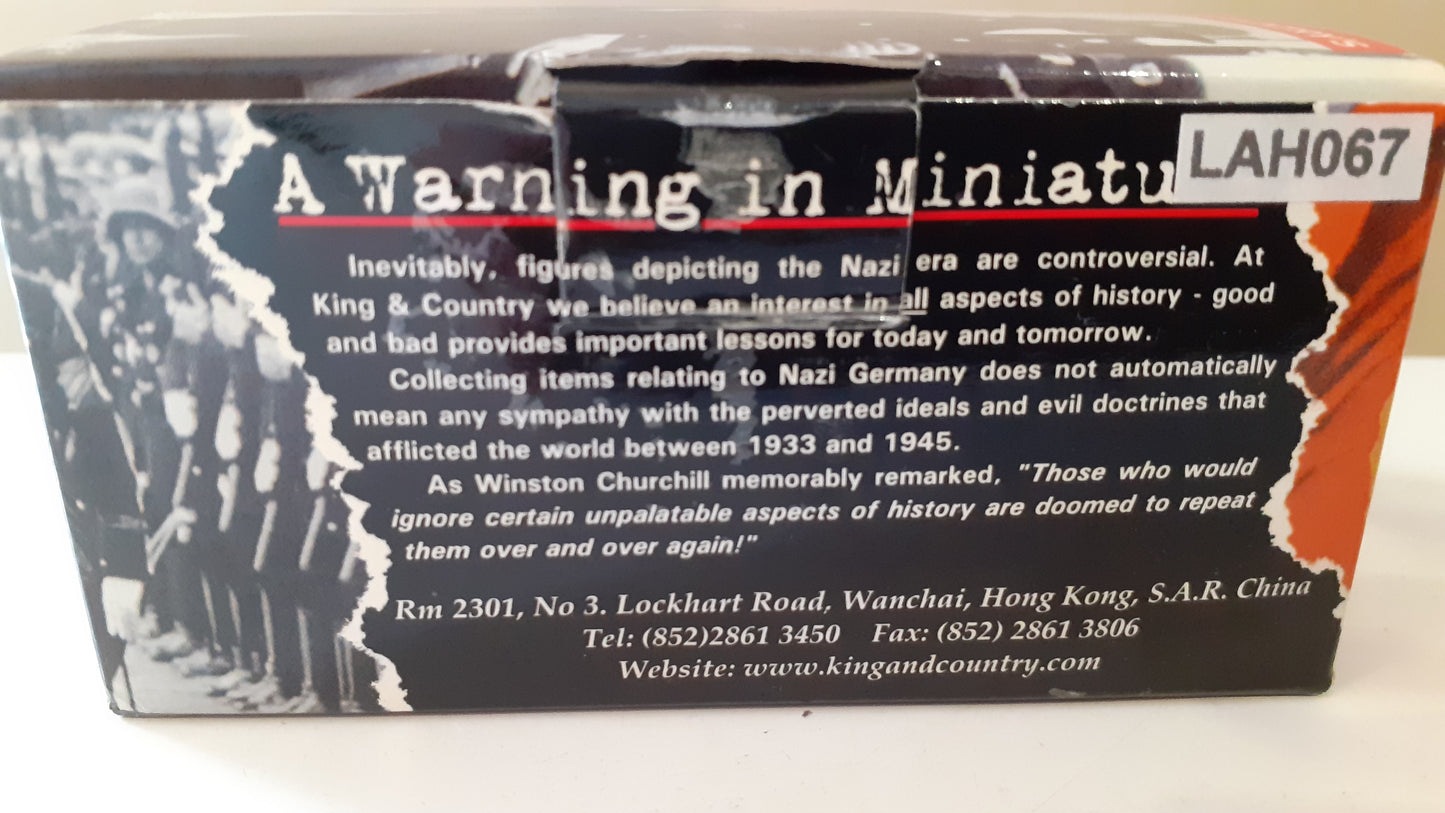 A Warning in Miniatu
LAH067
Inevitably, figures depicting the Nazi era are controversial. At
King & Country we believe an interest in all aspects of history - good
and bad provides important lessons for today and tomorrow.
Collecting items relating to Nazi Germany does not automatically
mean any sympathy with the perverted ideals and evil doctrines that
afflicted the world between 1933 and 1945.
As Winston Churchill memorably remarked, "Those who would
ignore certain unpalatable aspects of history are doomed to repeat
them over and over again!"
Rm 2301, No 3. Lockhart Road, Wanchai, Hong Kong, S.A.R. China
Tel: (852)2861 3450 Fax: (852) 2861 3806
Website: www.kingandcountry.com